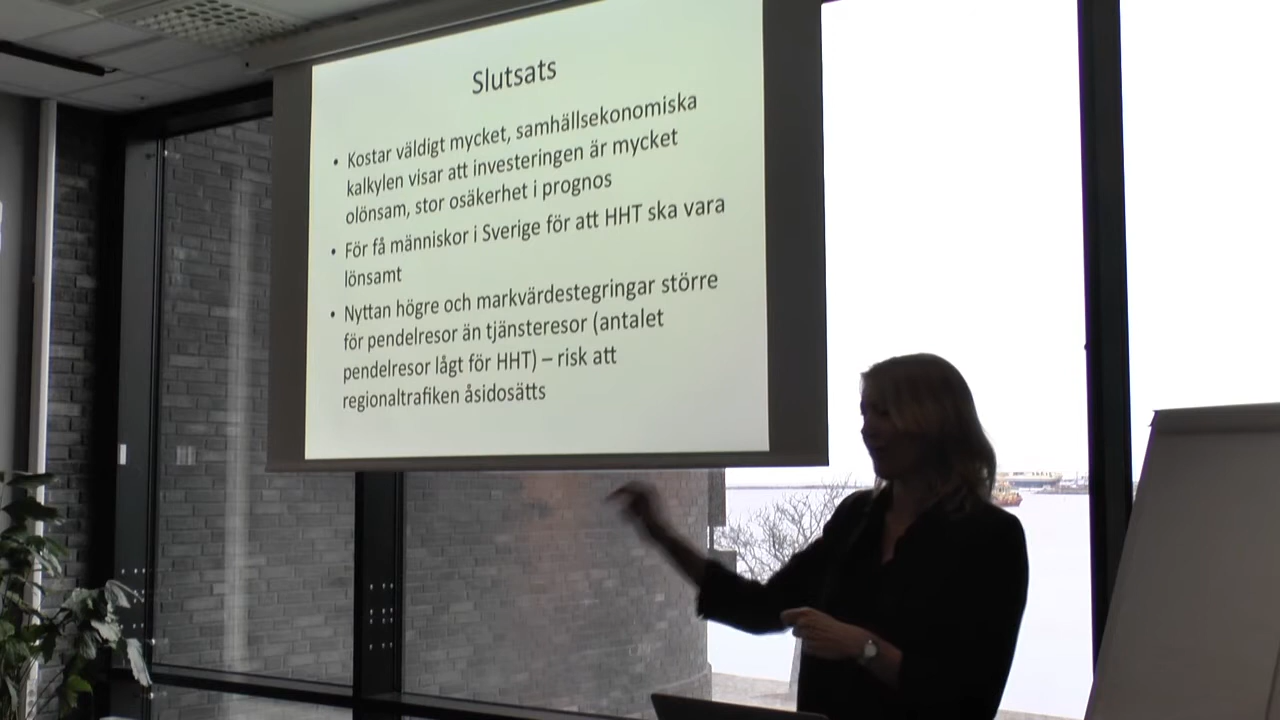 Slutsats
• Kostar väldigt mycket, samhällsekonomiska
kalkylen visar att investeringen är mycket
olönsam, stor osäkerhet i prognos
• För få människor i Sverige för att HHT ska vara
lönsamt
• Nyttan högre och markvärdestegringar större
för pendelresor än tjänsteresor (antalet
pendelresor lågt för HHT) – risk att
regionaltrafiken åsidosätts